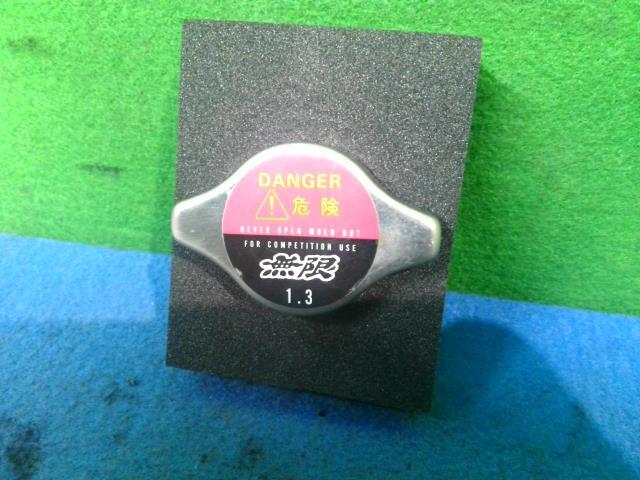 DANGER
危険
NEVER OPEN WHEN HOT
FOR COMPETITION USE
無限
1.3